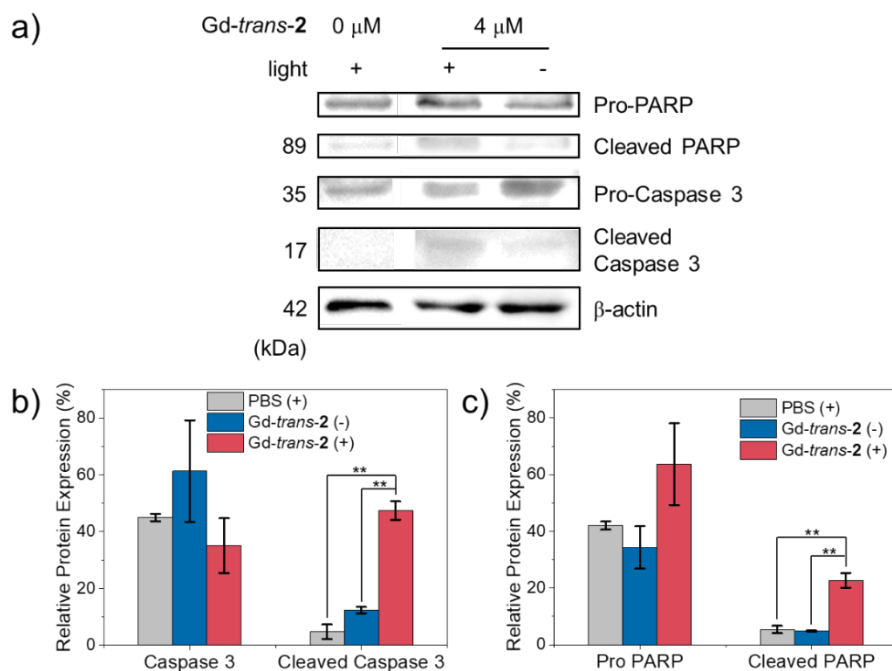 a)
Gd-trans-2 0 μM 4 μM
light + + -
Pro-PARP
89 Cleaved PARP
35 Pro-Caspase 3
17 Cleaved
Caspase 3
42 β-actin
(kDa)
b)
Relative Protein Expression (%)
80
60
40
20
0
PBS (+)
Gd-trans-2 (-)
Gd-trans-2 (+)
**
**
Caspase 3 Cleaved Caspase 3
c)
Relative Protein Expression (%)
80
60
40
20
0
PBS (+)
Gd-trans-2 (-)
Gd-trans-2 (+)
**
**
Pro PARP Cleaved PARP